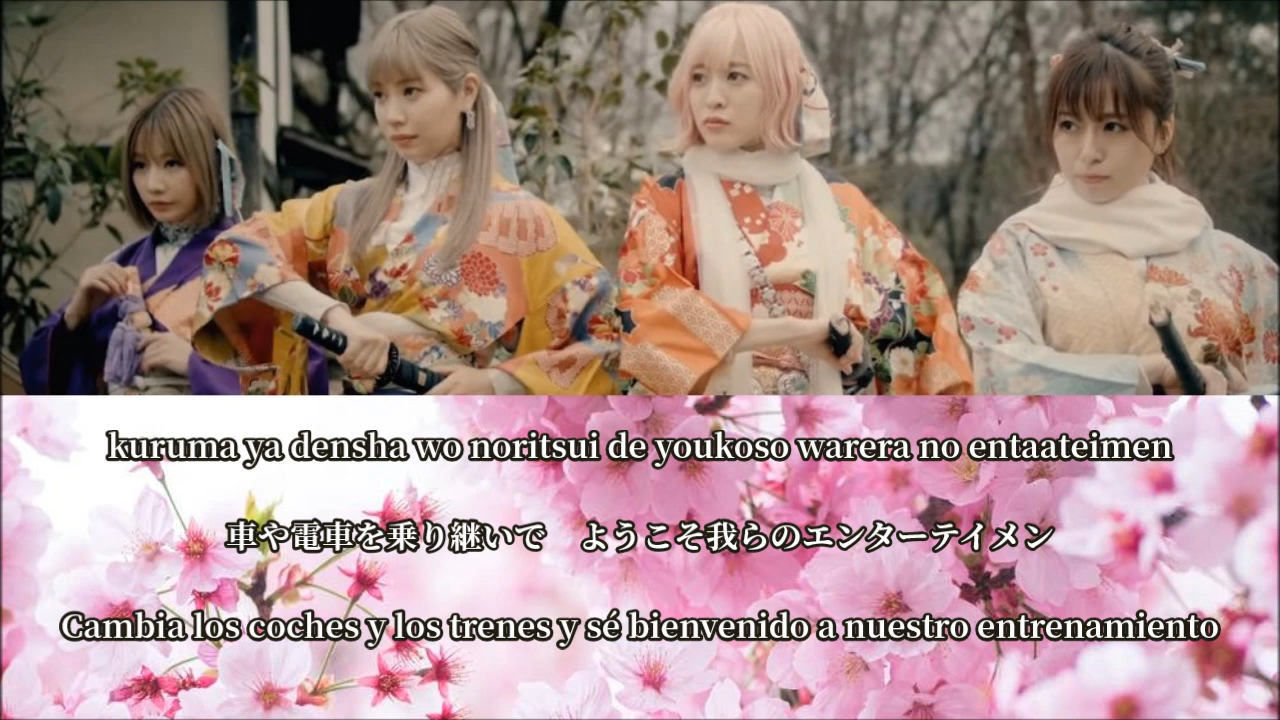 kuruma ya densha wo noritsui de youkoso warera no entaateimen
車や電車を乗り継いで　ようこそ我らのエンターテイメン
Cambia los coches y los trenes y sé bienvenido a nuestro entrenamiento